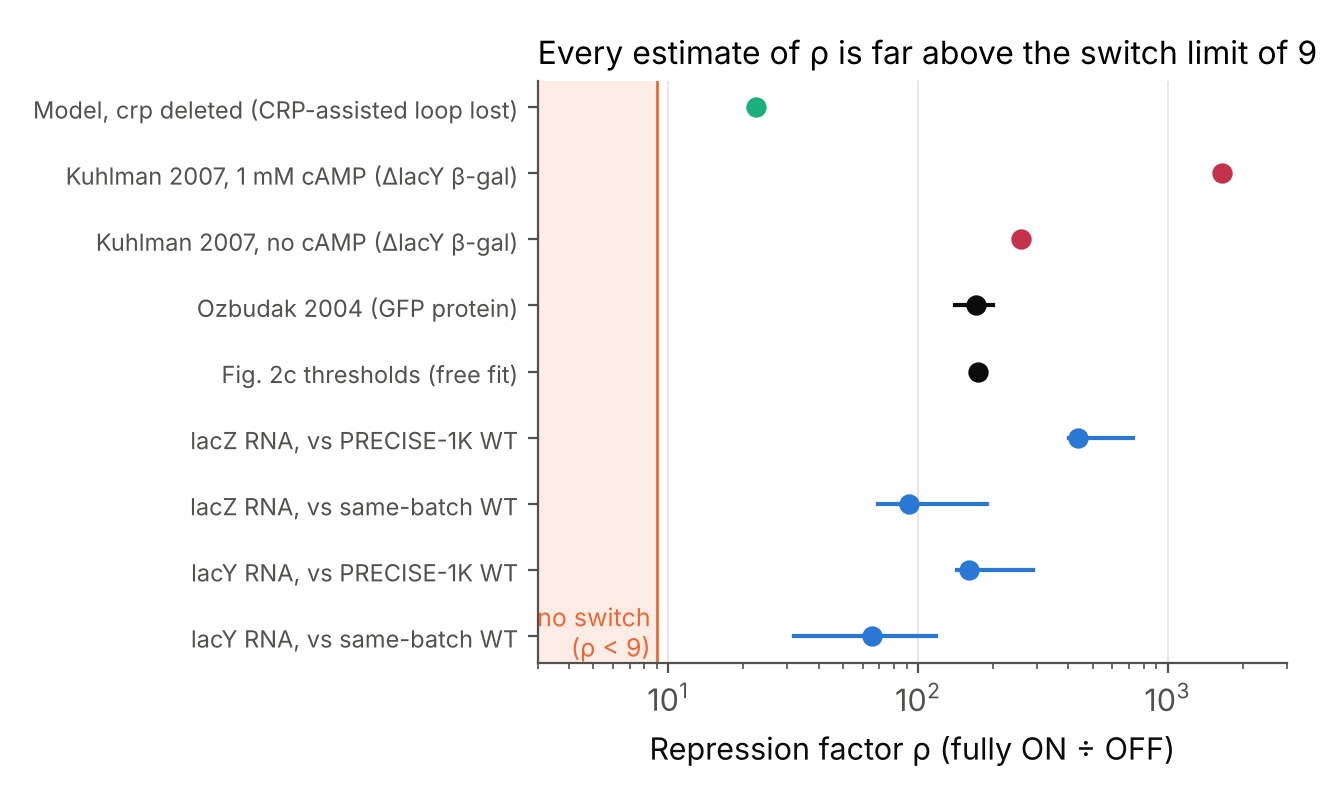 Every estimate of ρ is far above the switch limit of 9
Model, crp deleted (CRP-assisted loop lost)
Kuhlman 2007, 1 mM cAMP (ΔlacY β-gal)
Kuhlman 2007, no cAMP (ΔlacY β-gal)
Ozbudak 2004 (GFP protein)
Fig. 2c thresholds (free fit)
lacZ RNA, vs PRECISE-1K WT
lacZ RNA, vs same-batch WT
lacY RNA, vs PRECISE-1K WT
lacY RNA, vs same-batch WT
no switch
(ρ < 9)
10¹ 10² 10³
Repression factor ρ (fully ON ÷ OFF)